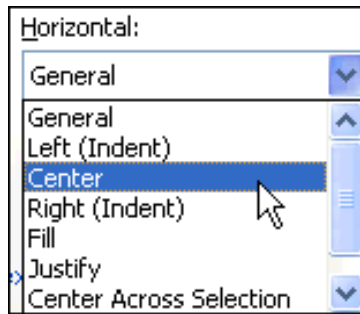 Horizontal:
General
General
Left (Indent)
Center
Right (Indent)
Fill
Justify
Center Across Selection